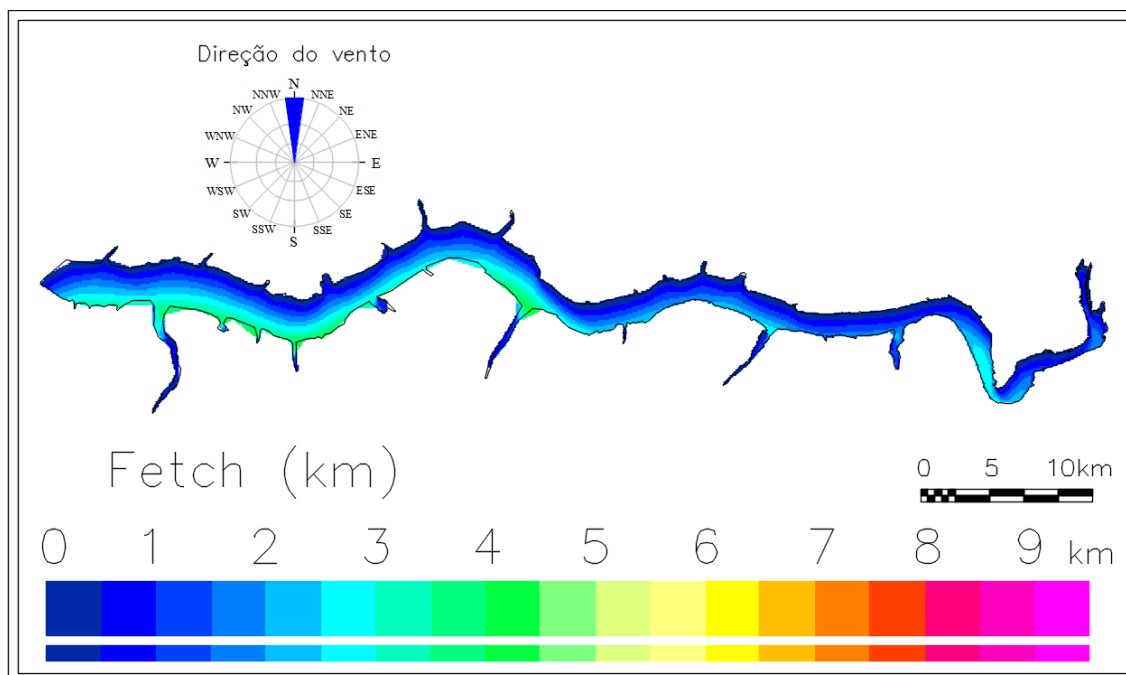 Direção do vento
N
NNW NNE
NW NE
WNW ENE
W E
WSW ESE
SW SE
SSW SSE
S
Fetch (km)
0 5 10km
0 1 2 3 4 5 6 7 8 9 km